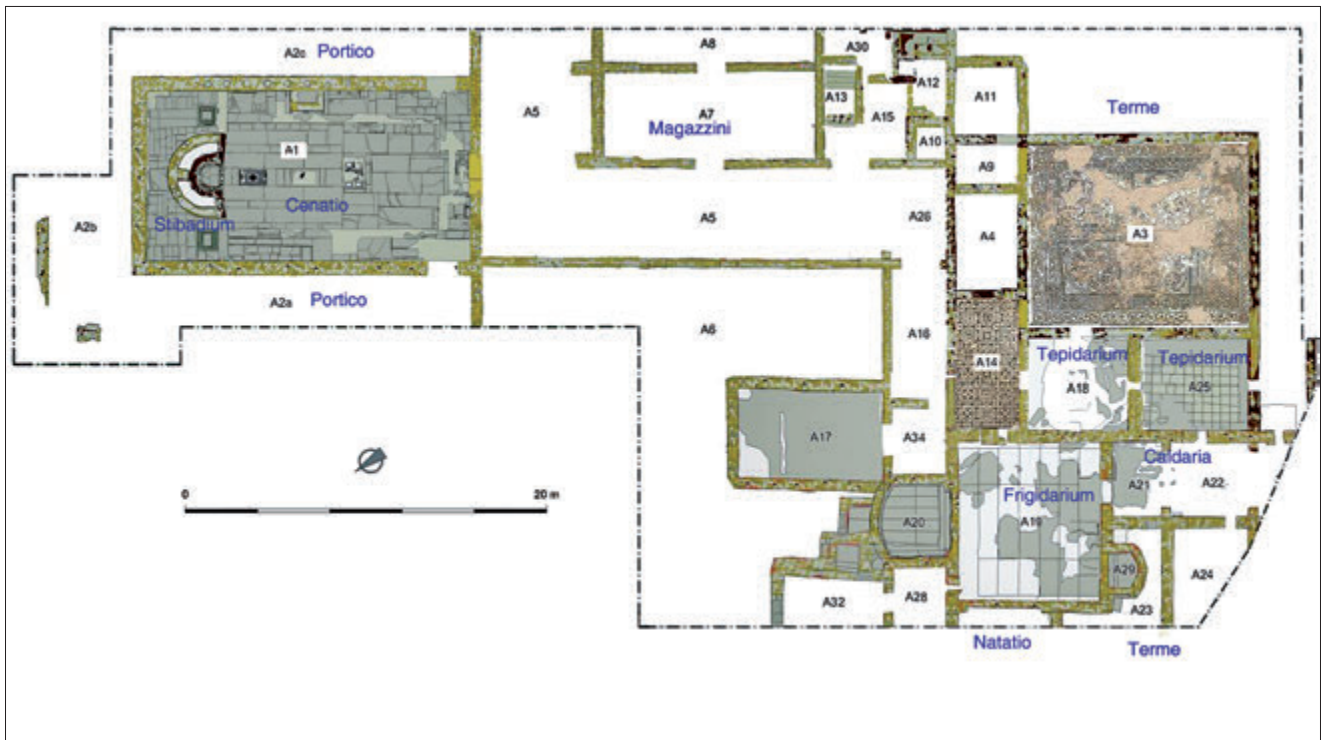 A2c Portico
A8
A30
A12
A13
A11
A5
A7
Magazzini
A15
A10
Terme
A1
A9
Cenatio
Stibadium
A2b
A5
A26
A4
A3
A2a Portico
A6
A16
A14
Tepidarium
A18
Tepidarium
A25
A17
A34
Caldaria
A21
A22
0
20 m
Frigidarium
A19
A20
A29
A24
A32
A28
A23
Natatio
Terme